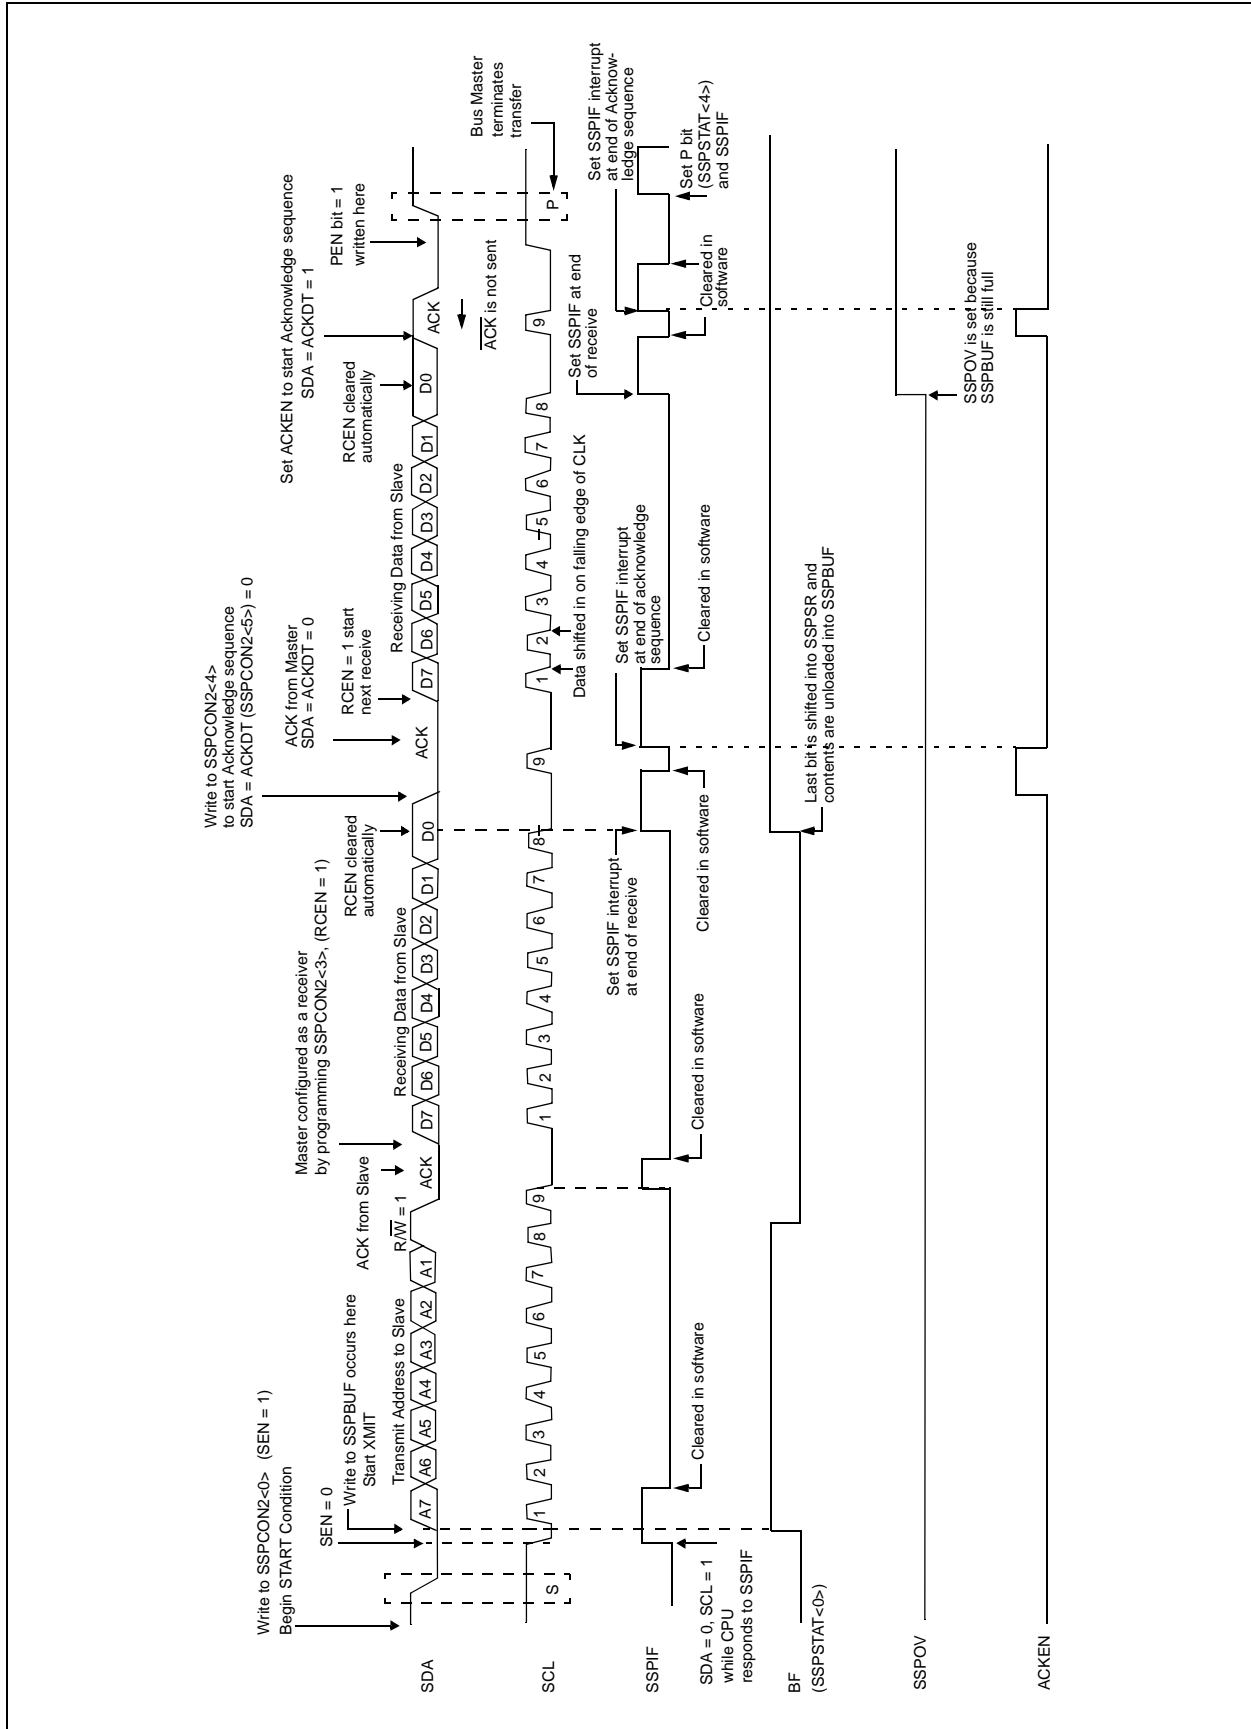 Write to SSPCON2<0> (SEN = 1)
Begin START Condition
SEN = 0
Write to SSPBUF occurs here
Start XMIT
Transmit Address to Slave
R/W = 1
ACK from Slave
Master configured as a receiver
by programming SSPCON2<3>, (RCEN = 1)
Receiving Data from Slave
RCEN cleared
automatically
Write to SSPCON2<4>
to start Acknowledge sequence
SDA = ACKDT (SSPCON2<5>) = 0
ACK from Master
SDA = ACKDT = 0
RCEN = 1 start
next receive
Receiving Data from Slave
RCEN cleared
automatically
Set ACKEN to start Acknowledge sequence
SDA = ACKDT = 1
PEN bit = 1
written here
SDA
A7 A6 A5 A4 A3 A2 A1 ACK D7 D6 D5 D4 D3 D2 D1 D0 ACK D7 D6 D5 D4 D3 D2 D1 D0 ACK
ACK is not sent
Bus Master
terminates
transfer
SCL
S 1 2 3 4 5 6 7 8 9 1 2 3 4 5 6 7 8 9 1 2 3 4 5 6 7 8 9 P
Data shifted in on falling edge of CLK
Set SSPIF interrupt
at end of receive
Set SSPIF interrupt
at end of acknowledge
sequence
Set SSPIF at end
of receive
Set SSPIF interrupt
at end of Acknow-
ledge sequence
SSPIF
SDA = 0, SCL = 1
while CPU
responds to SSPIF
Cleared in software
Cleared in software
Cleared in software
Cleared in software
Cleared in
software
Set P bit
(SSPSTAT<4>)
and SSPIF
BF
(SSPSTAT<0>)
Last bit is shifted into SSPSR and
contents are unloaded into SSPBUF
SSPOV
SSPOV is set because
SSPBUF is still full
ACKEN